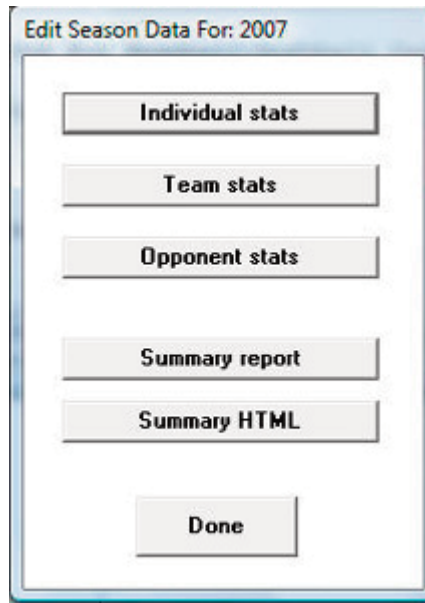 Edit Season Data For: 2007
Individual stats
Team stats
Opponent stats
Summary report
Summary HTML
Done